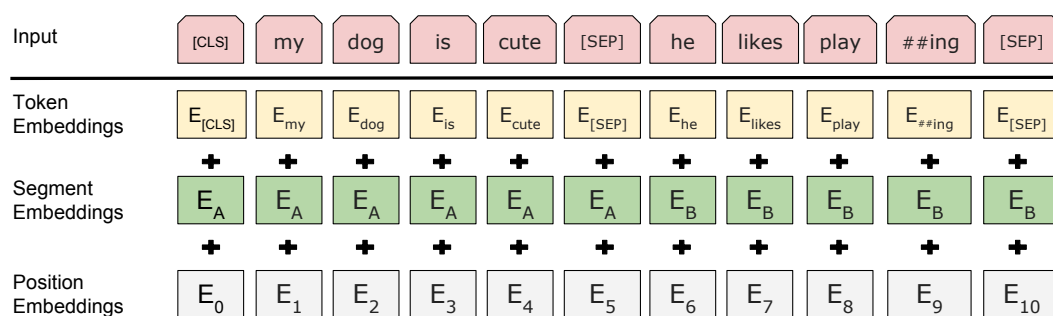 Input [CLS] my dog is cute [SEP] he likes play ##ing [SEP]
Token Embeddings E[CLS] Emy Edog Eis Ecute E[SEP] Ehe Elikes Eplay E##ing E[SEP]
+ + + + + + + + + + +
Segment Embeddings EA EA EA EA EA EA EB EB EB EB EB
+ + + + + + + + + + +
Position Embeddings E0 E1 E2 E3 E4 E5 E6 E7 E8 E9 E10